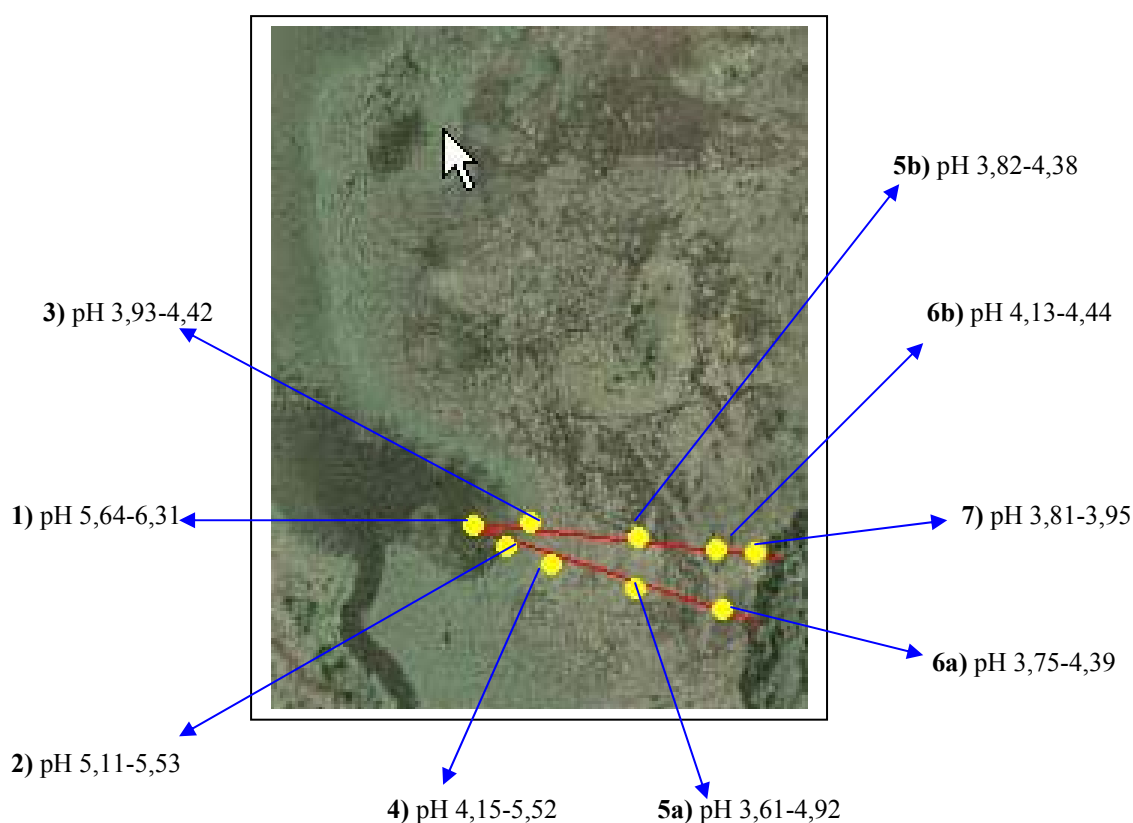 5b) pH 3,82-4,38
3) pH 3,93-4,42
6b) pH 4,13-4,44
1) pH 5,64-6,31
7) pH 3,81-3,95
6a) pH 3,75-4,39
2) pH 5,11-5,53
4) pH 4,15-5,52
5a) pH 3,61-4,92